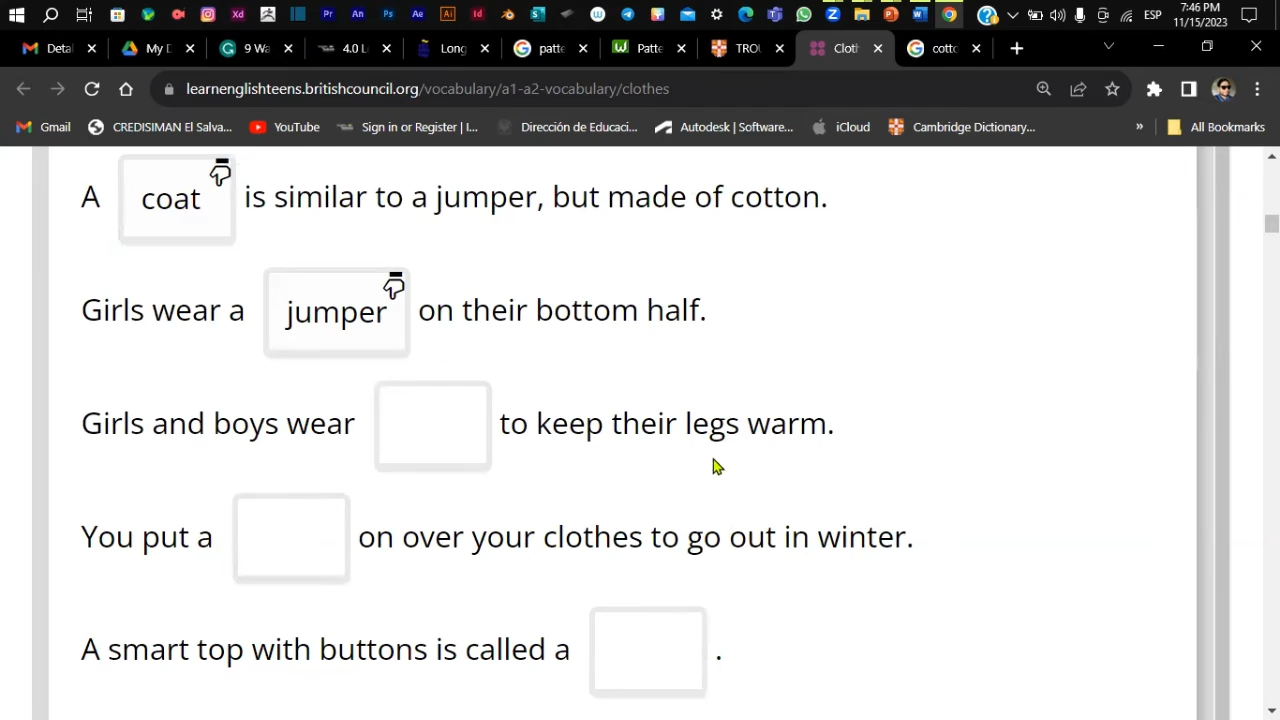 7:46 PM
ESP
11/15/2023
Detal
My D
9 Wa
4.0 L
Long
patte
Patte
TROU
Cloth
cotto
learnenglishteens.britishcouncil.org/vocabulary/a1-a2-vocabulary/clothes
Gmail
CREDISIMAN El Salva...
YouTube
Sign in or Register | I...
Dirección de Educaci...
Autodesk | Software...
iCloud
Cambridge Dictionary...
»
All Bookmarks
A coat is similar to a jumper, but made of cotton.
Girls wear a jumper on their bottom half.
Girls and boys wear to keep their legs warm.
You put a on over your clothes to go out in winter.
A smart top with buttons is called a .